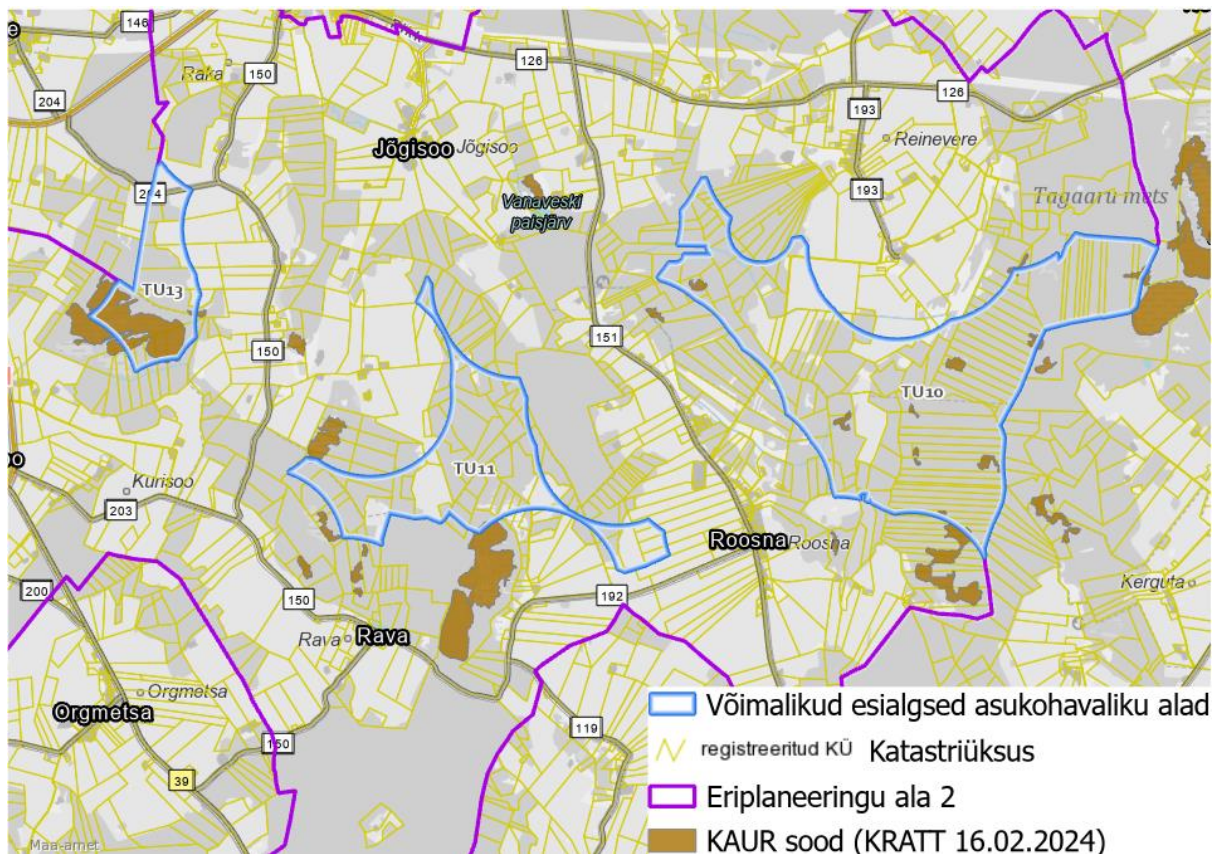 146
126
204
150
Raka
126
193
Reinevere
Jõgisoo Jõgisoo
193
204
Vanaveski
paisjärv
Tagaaru mets
TU13
150
151
TU10
TU11
Kurisoo
203
Roosna Roosna
200
150
192
Kerguta
Rava Rava
Orgmetsa
Orgmetsa
119
150
39
Võimalikud esialgsed asukohavaliku alad
registreeritud KÜ Katastriüksus
Eriplaneeringu ala 2
KAUR sood (KRATT 16.02.2024)
Maa-amet